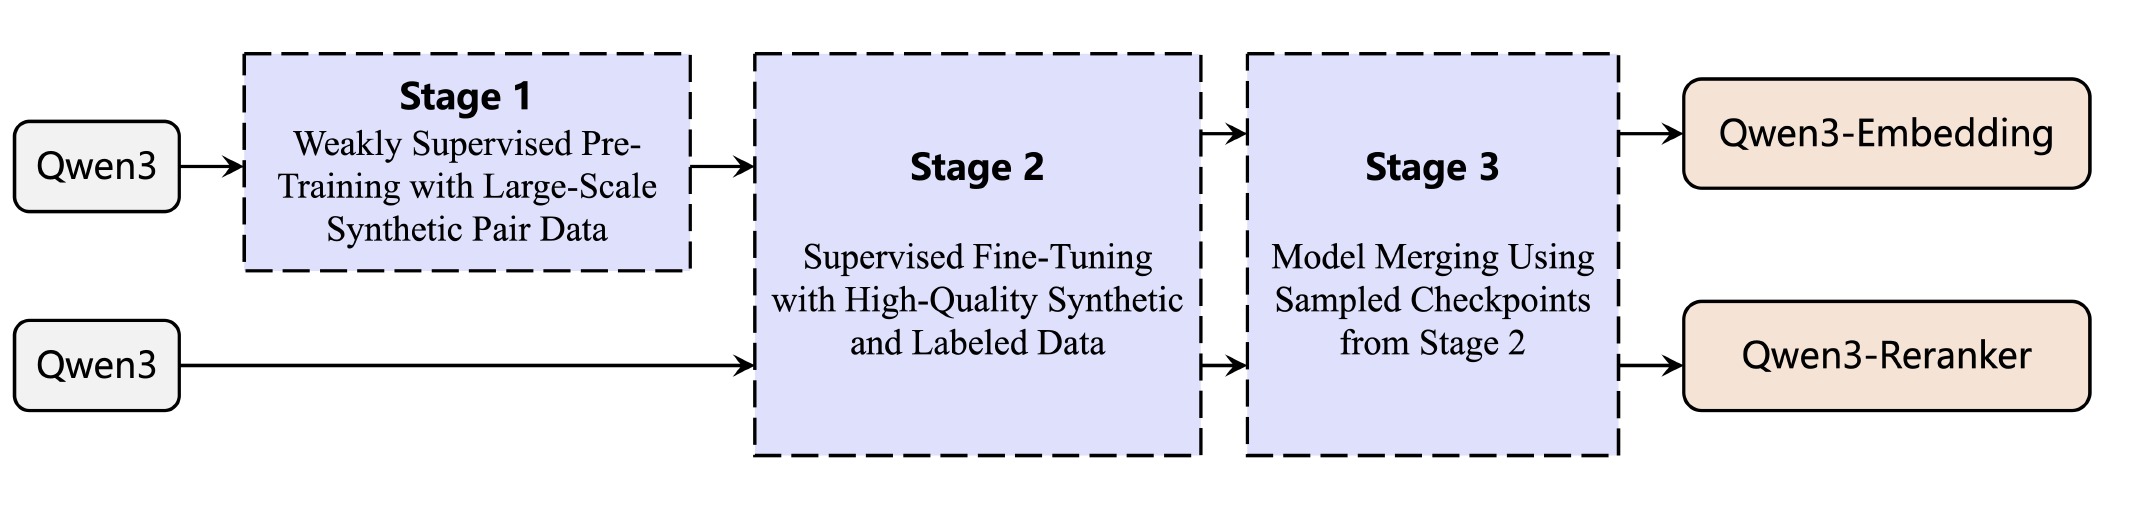 Qwen3
Stage 1
Weakly Supervised Pre-
Training with Large-Scale
Synthetic Pair Data
Qwen3
Stage 2
Supervised Fine-Tuning
with High-Quality Synthetic
and Labeled Data
Stage 3
Model Merging Using
Sampled Checkpoints
from Stage 2
Qwen3-Embedding
Qwen3-Reranker